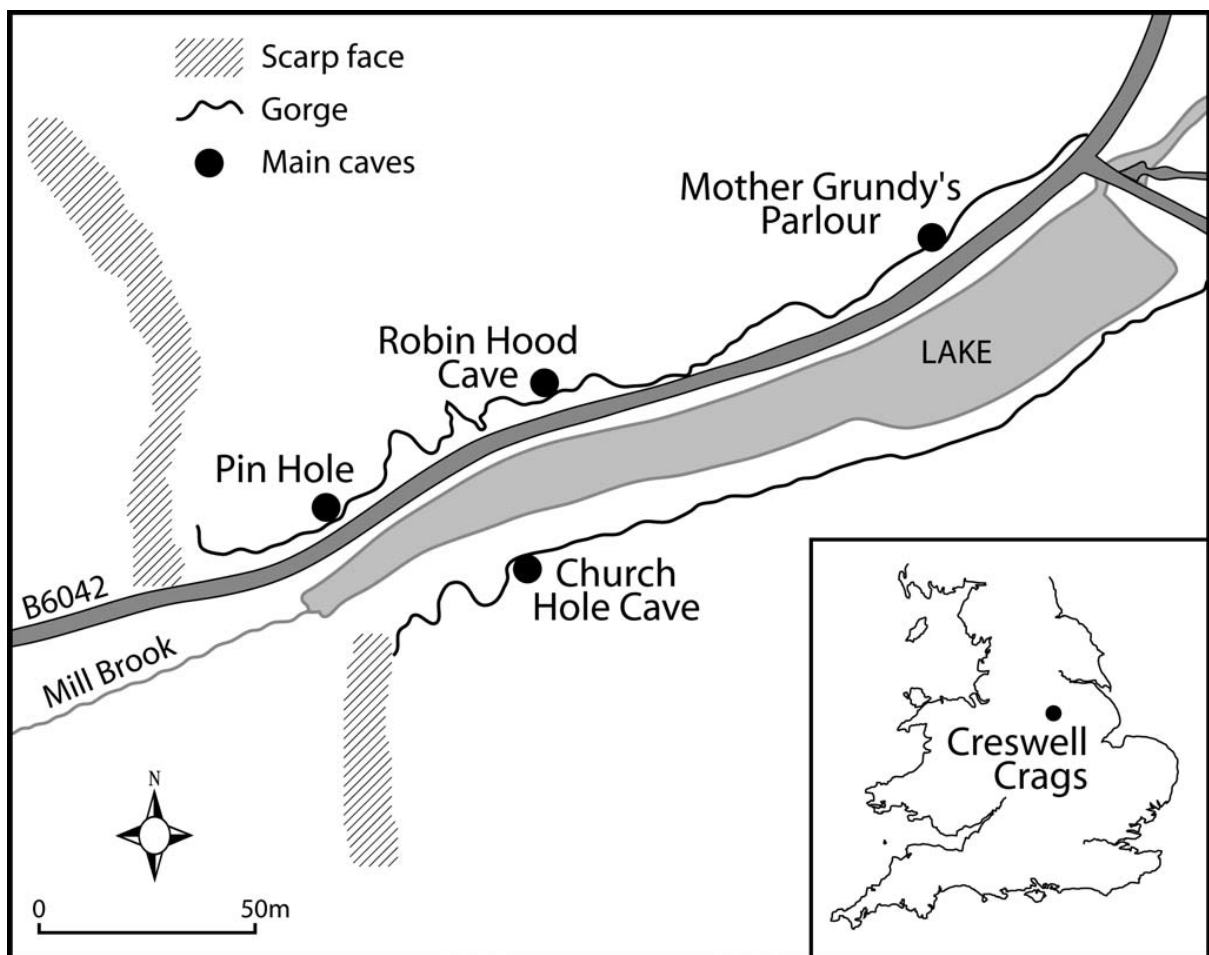 Scarp face
Gorge
Main caves
Mother Grundy's
Parlour
Robin Hood
Cave
LAKE
Pin Hole
Church
Hole Cave
B6042
Mill Brook
Creswell
Crags
N
0 50m